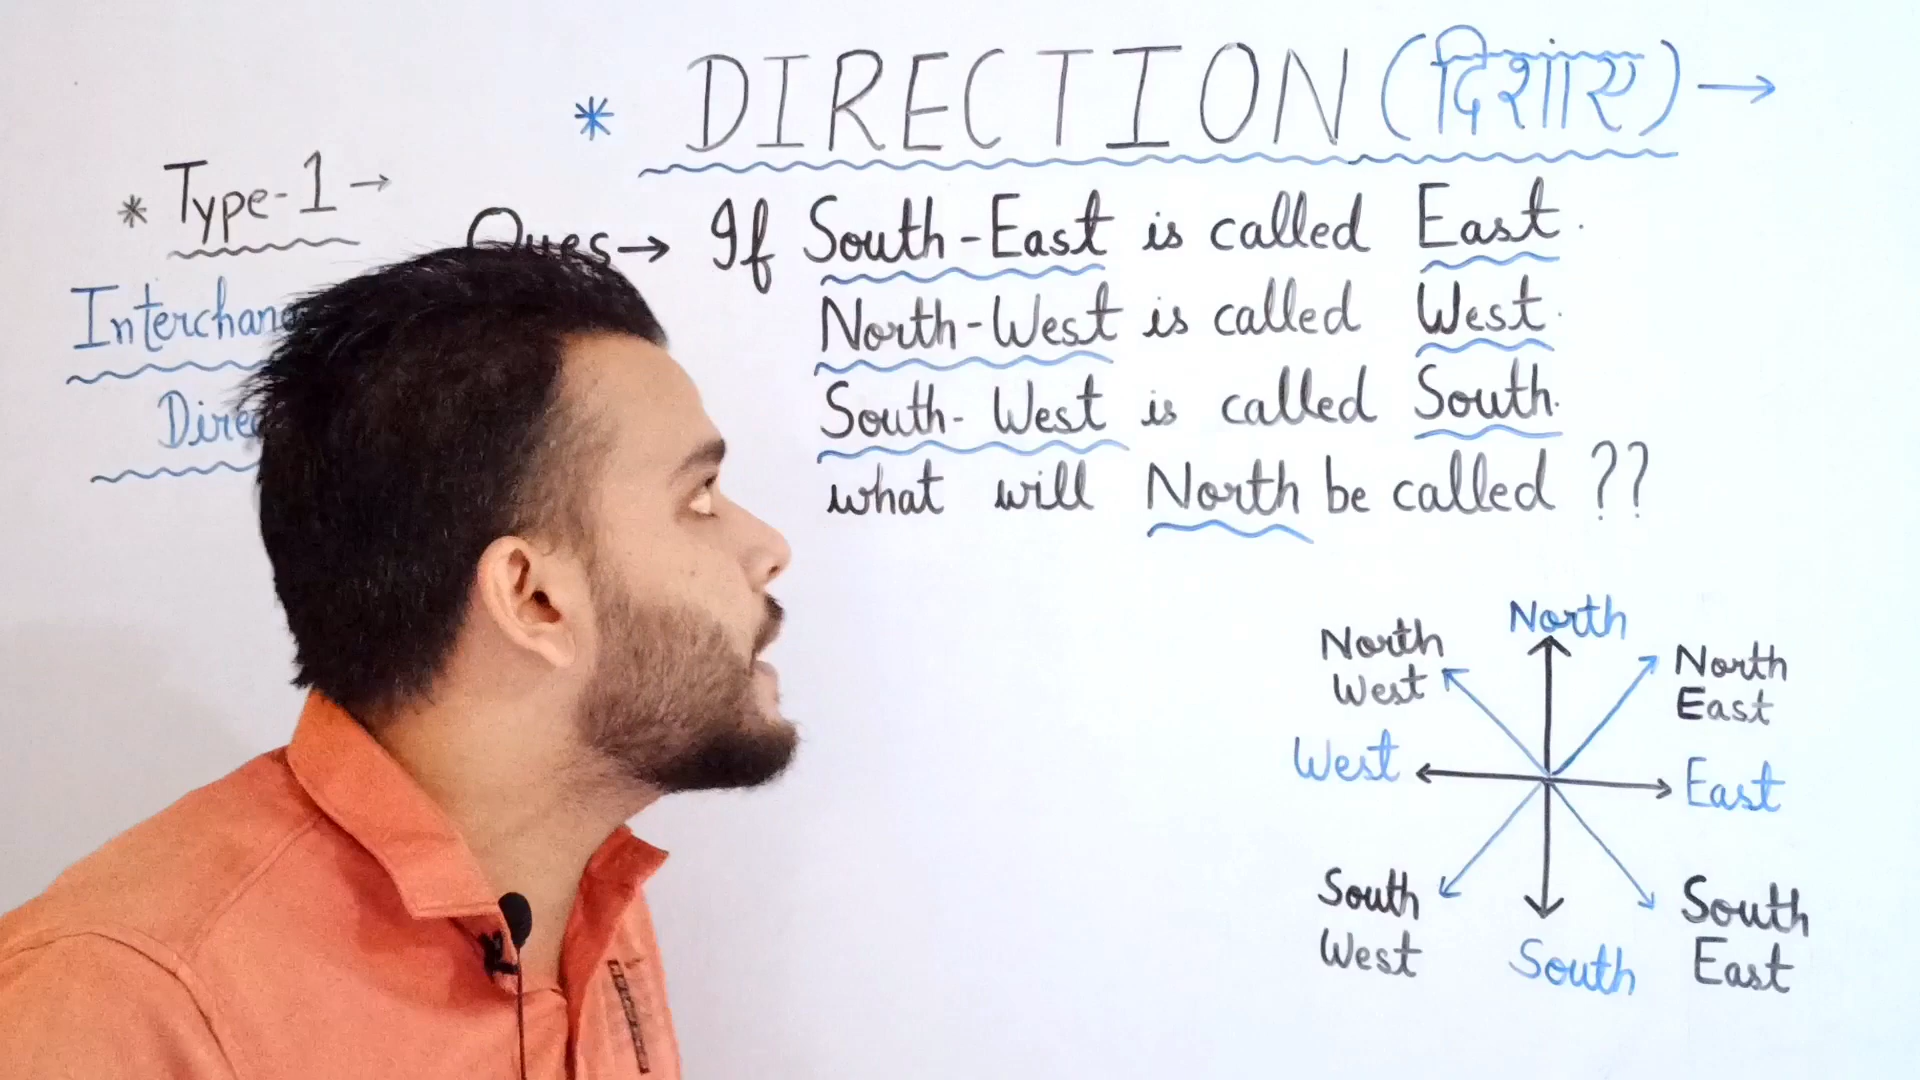 * DIRECTION (दिशाएं) →
* Type-1 →
Ques → If South-East is called East.
North-West is called West.
South-West is called South.
what will North be called ??
North
North West
North East
West
East
South West
South
South East